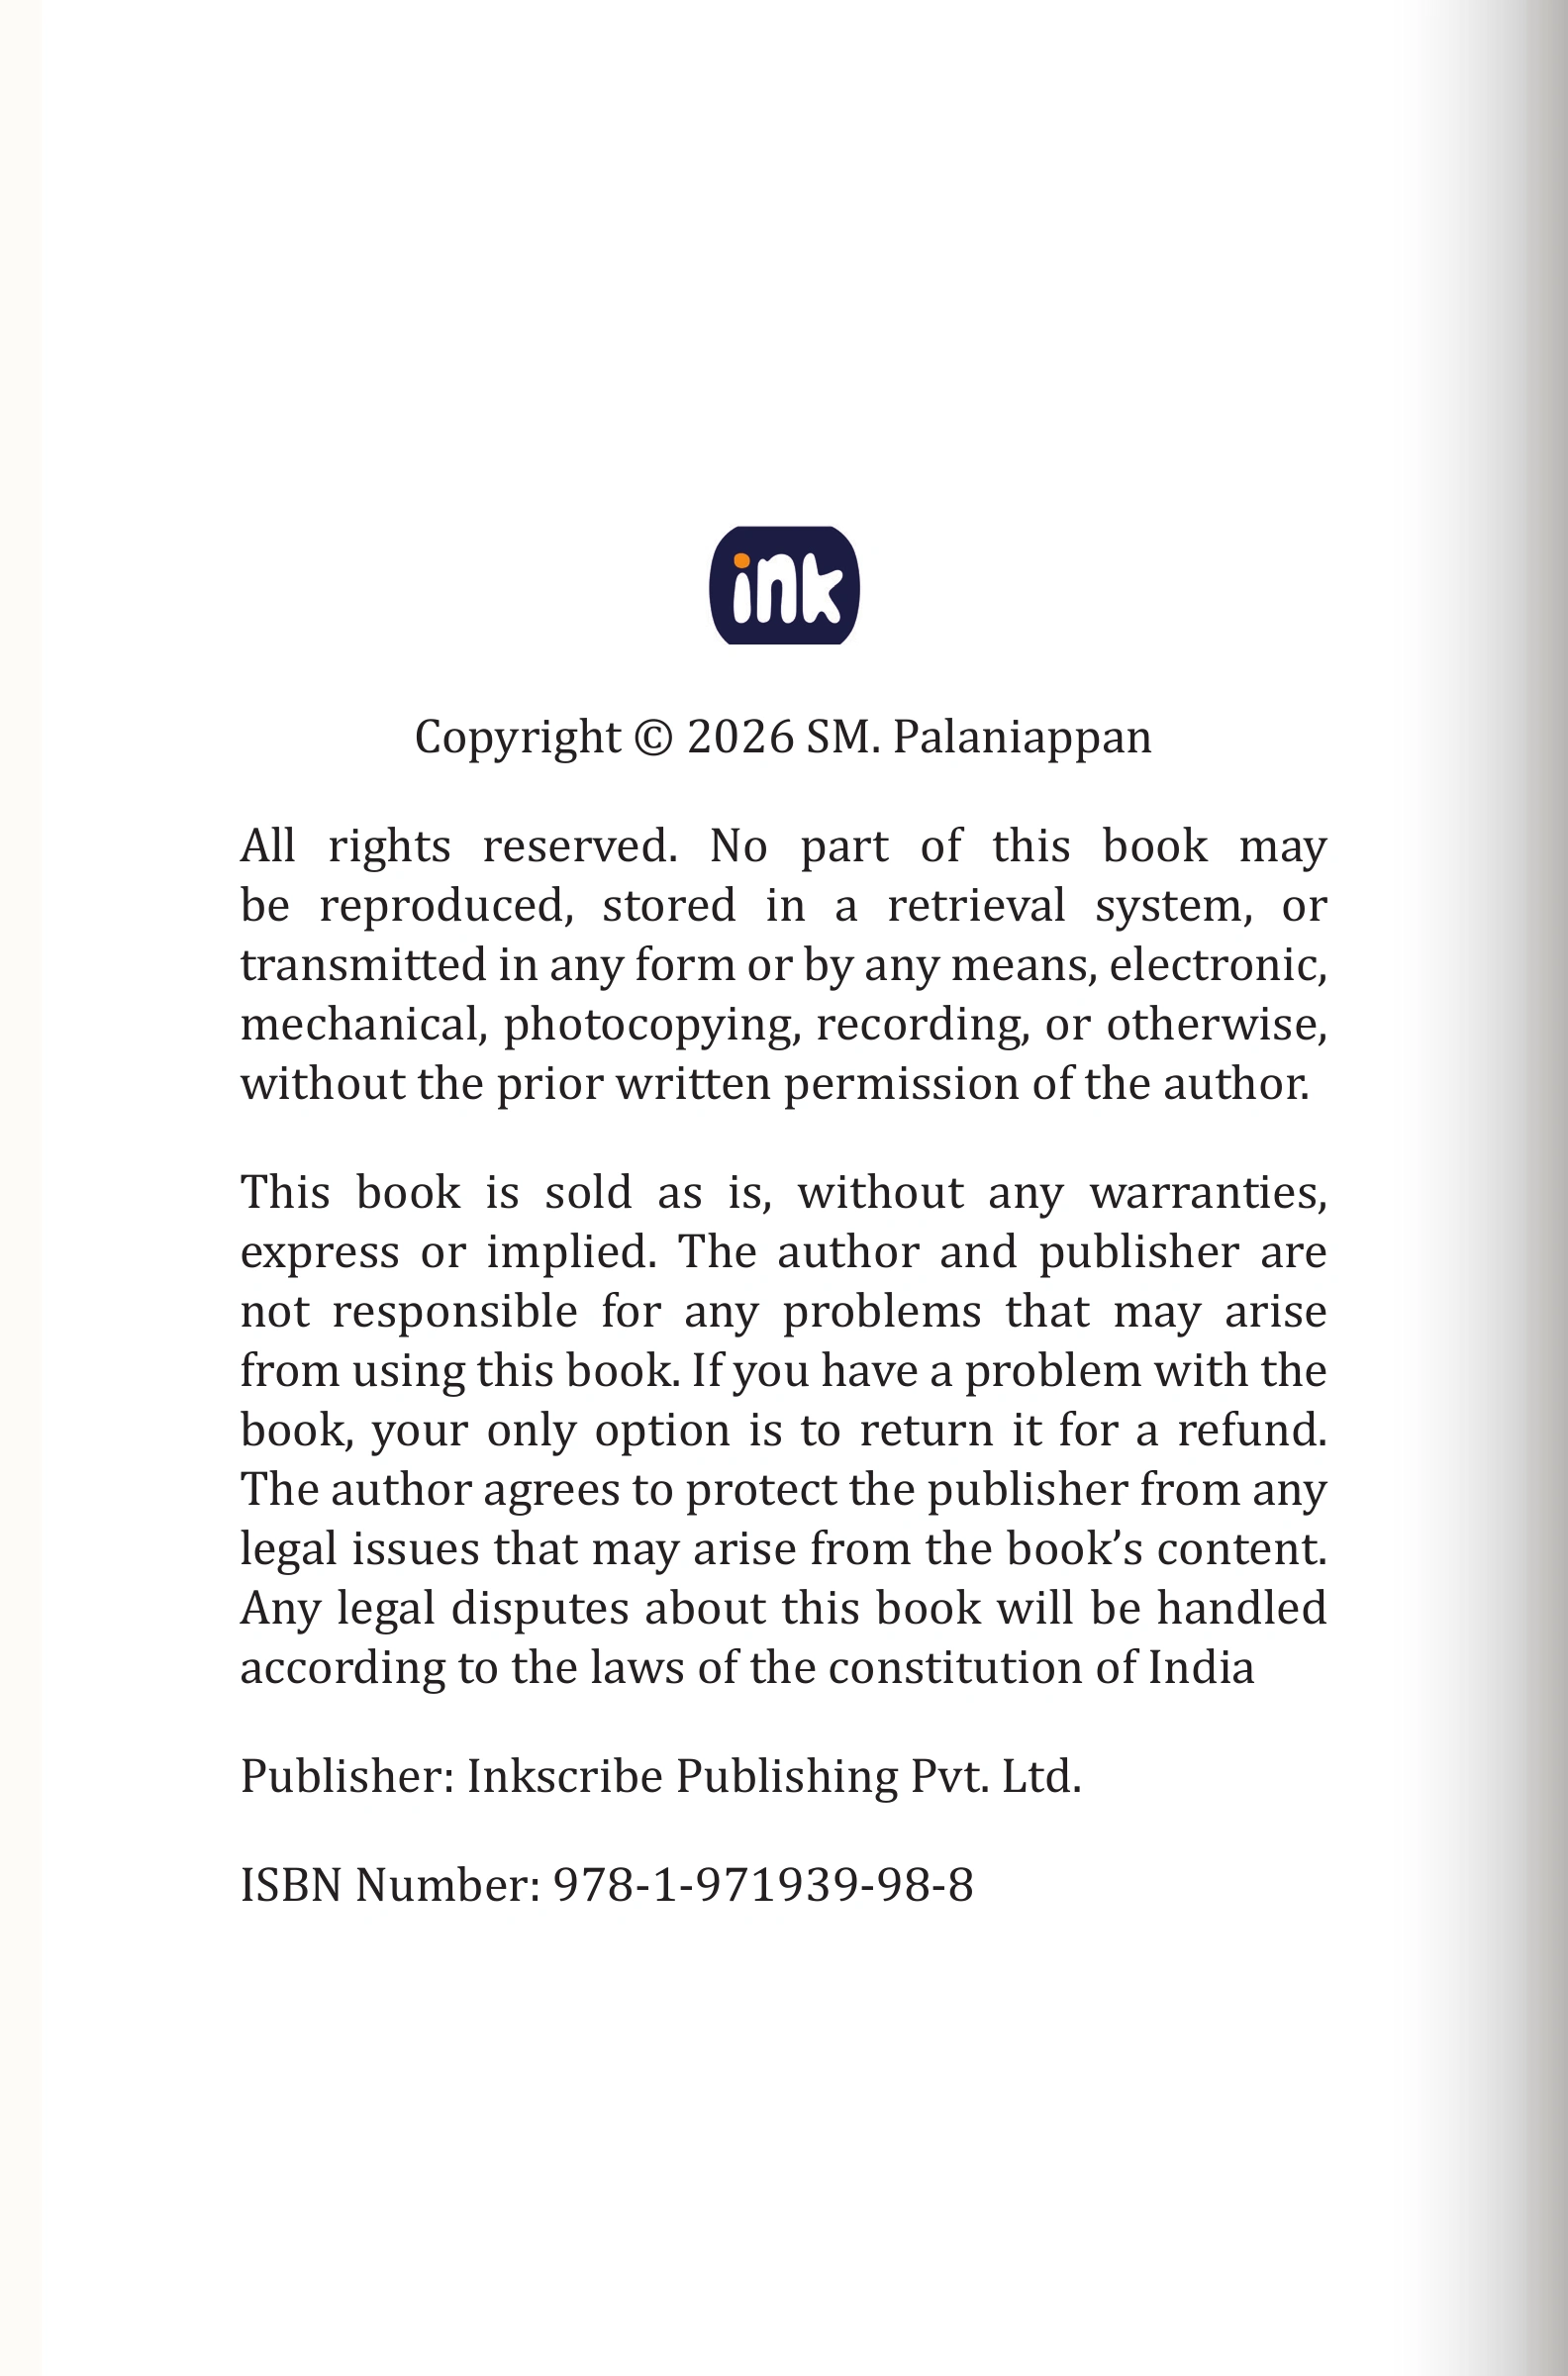 ink
Copyright © 2026 SM. Palaniappan
All rights reserved. No part of this book may
be reproduced, stored in a retrieval system, or
transmitted in any form or by any means, electronic,
mechanical, photocopying, recording, or otherwise,
without the prior written permission of the author.
This book is sold as is, without any warranties,
express or implied. The author and publisher are
not responsible for any problems that may arise
from using this book. If you have a problem with the
book, your only option is to return it for a refund.
The author agrees to protect the publisher from any
legal issues that may arise from the book’s content.
Any legal disputes about this book will be handled
according to the laws of the constitution of India
Publisher: Inkscribe Publishing Pvt. Ltd.
ISBN Number: 978-1-971939-98-8